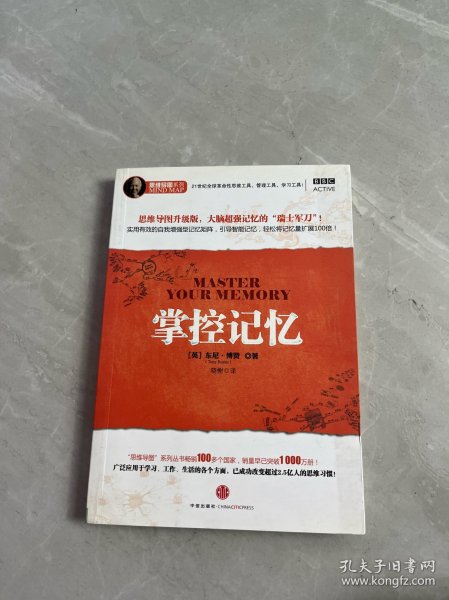 思维导图系列
MIND MAP
21世纪全球革命性思维工具、管理工具、学习工具!
BBC
ACTIVE
思维导图升级版，大脑超强记忆的“瑞士军刀”!
实用有效的自我增强型记忆矩阵，引导智能记忆，轻松将记忆量扩展100倍!
MASTER
YOUR MEMORY
掌控记忆
[英] 东尼·博赞 ◎著
(Tony Buzan)
“思维导图”系列丛书畅销100多个国家，销量早已突破1000万册!
广泛应用于学习、工作、生活的各个方面，已成功改变超过2.5亿人的思维习惯!
中信出版社·CHINA CITIC PRESS
孔夫子旧书网
www.kongfz.com